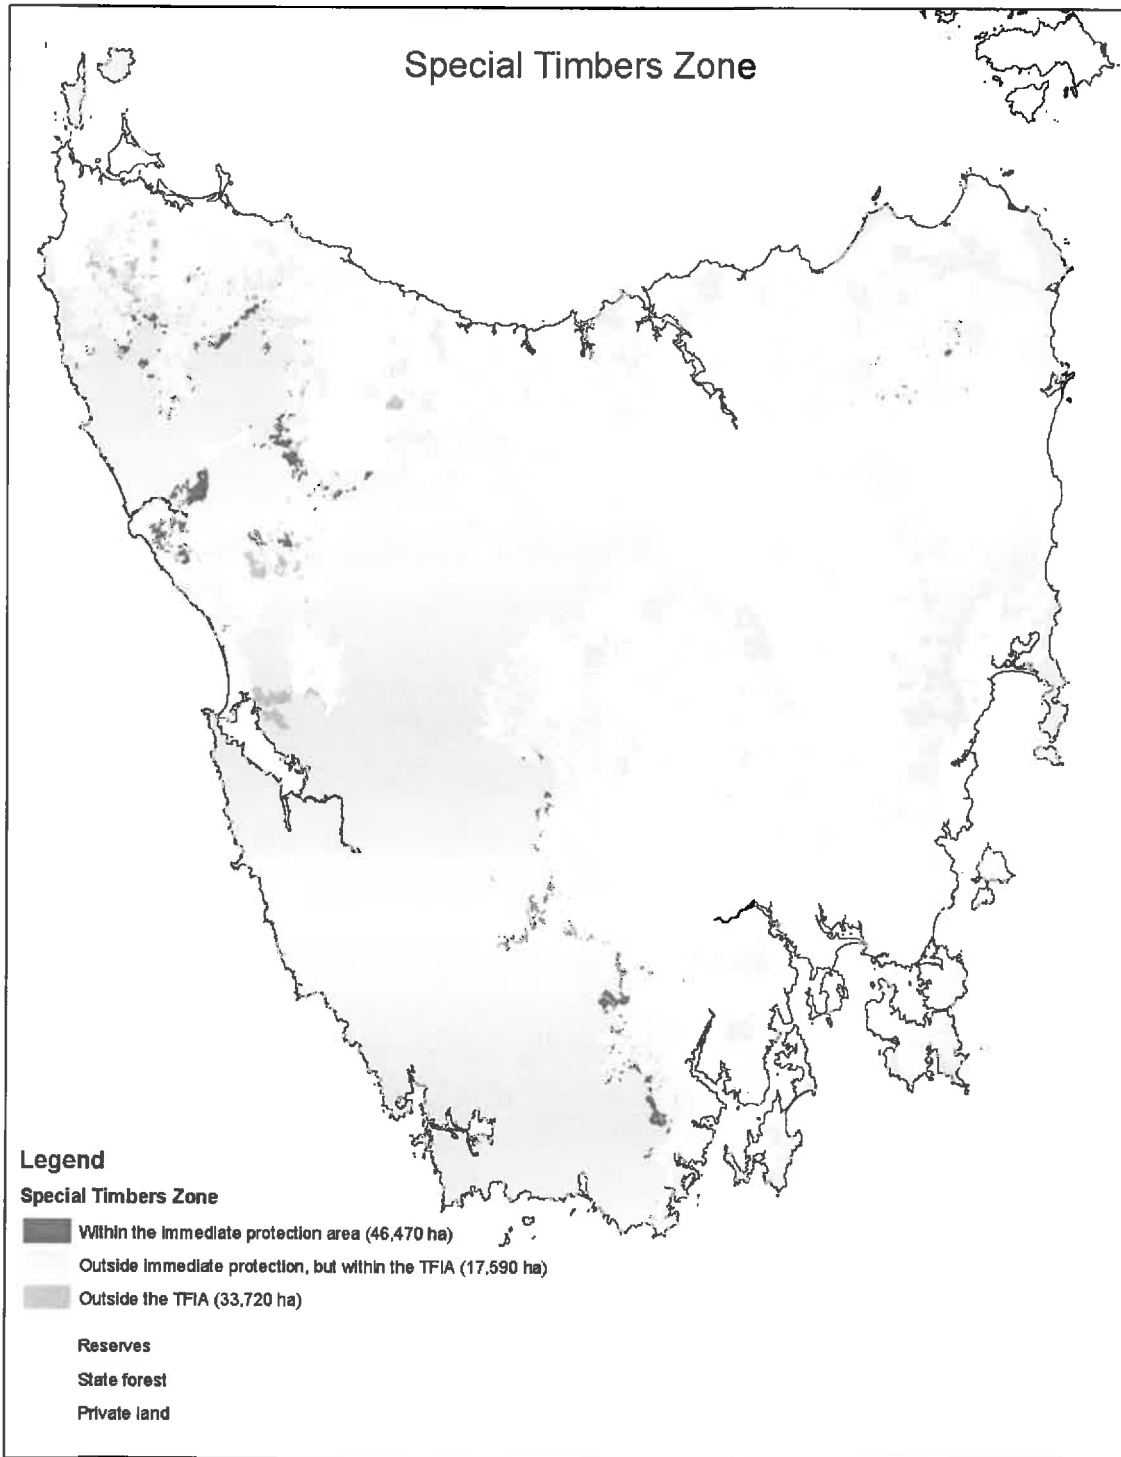 Special Timbers Zone
Legend
Special Timbers Zone
Within the immediate protection area (46,470 ha)
Outside immediate protection, but within the TFIA (17,590 ha)
Outside the TFIA (33,720 ha)
Reserves
State forest
Private land